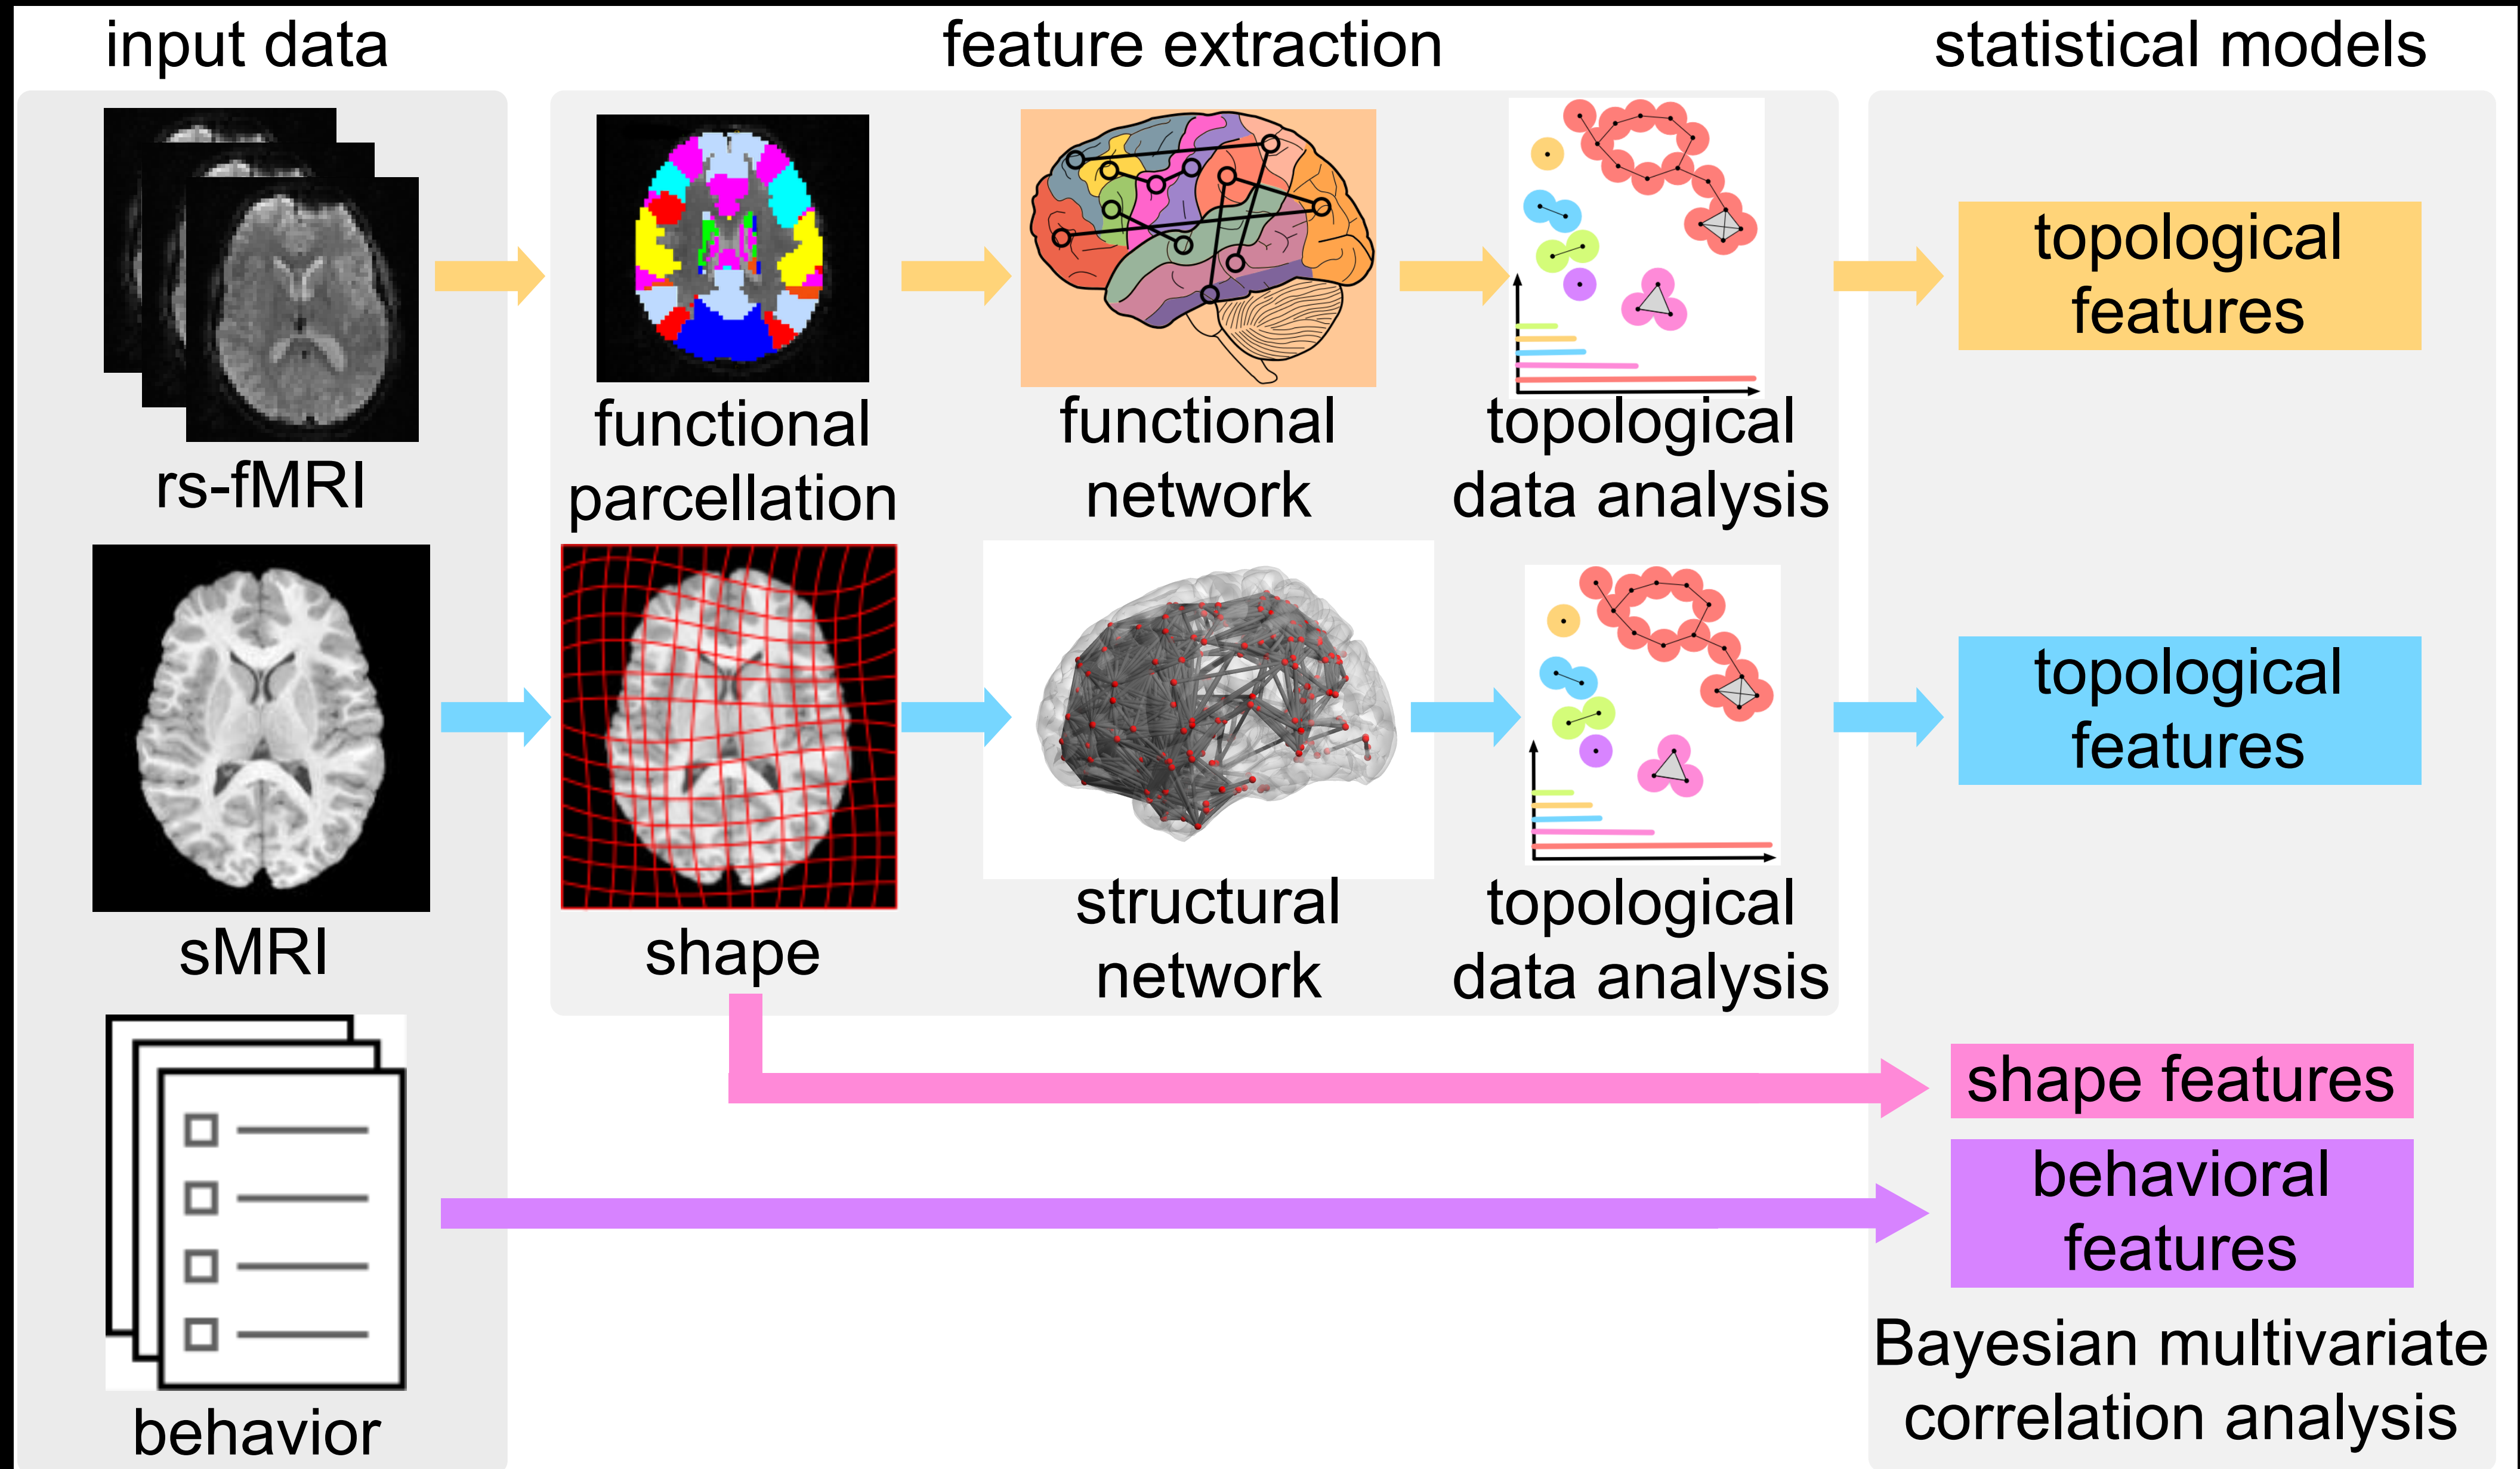 input data
feature extraction
statistical models
rs-fMRI
functional
parcellation
functional
network
topological
data analysis
topological
features
sMRI
shape
structural
network
topological
data analysis
topological
features
behavior
shape features
behavioral
features
Bayesian multivariate
correlation analysis